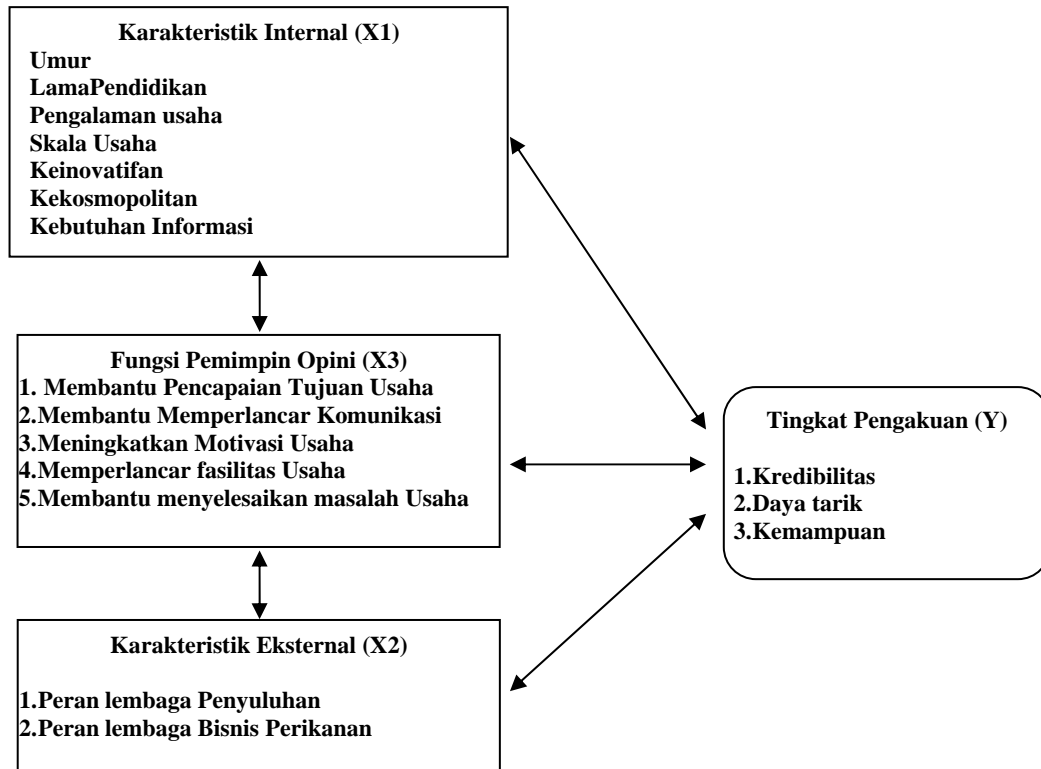 Karakteristik Internal (X1)
Umur
LamaPendidikan
Pengalaman usaha
Skala Usaha
Keinovatifan
Kekosmopolitan
Kebutuhan Informasi
Fungsi Pemimpin Opini (X3)
1. Membantu Pencapaian Tujuan Usaha
2.Membantu Memperlancar Komunikasi
3.Meningkatkan Motivasi Usaha
4.Memperlancar fasilitas Usaha
5.Membantu menyelesaikan masalah Usaha
Tingkat Pengakuan (Y)
1.Kredibilitas
2.Daya tarik
3.Kemampuan
Karakteristik Eksternal (X2)
1.Peran lembaga Penyuluhan
2.Peran lembaga Bisnis Perikanan